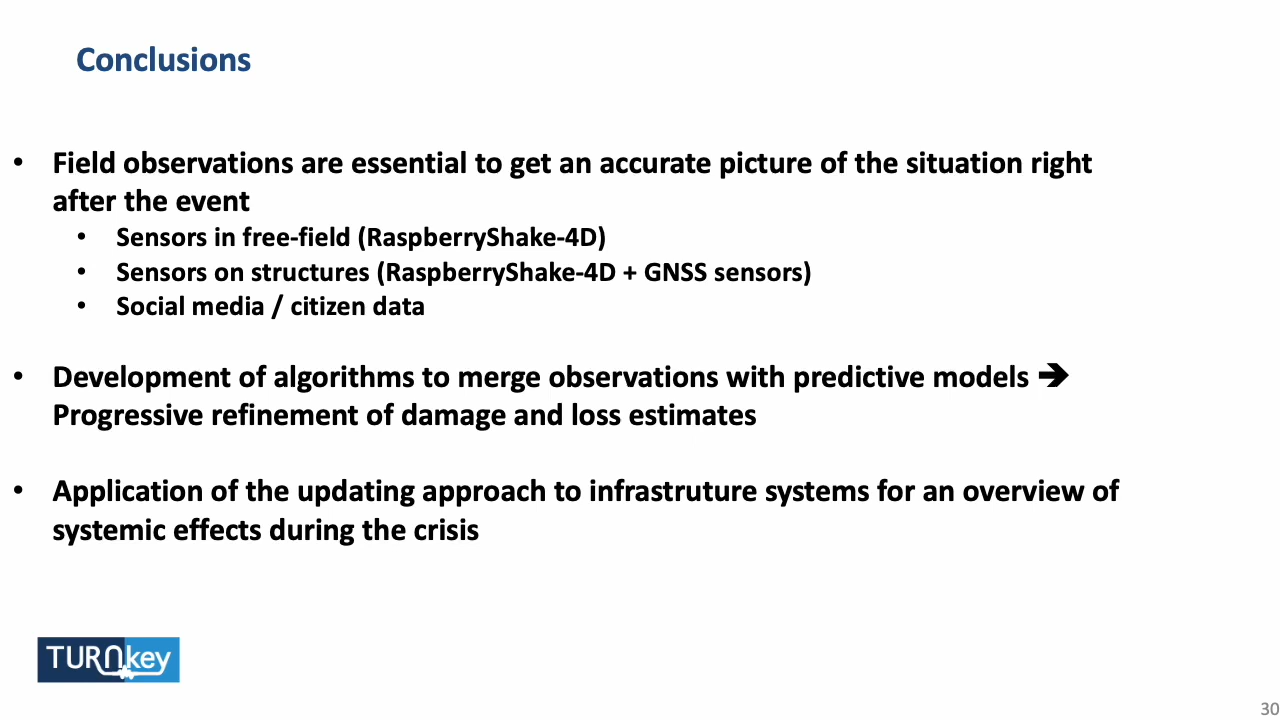 Conclusions
• Field observations are essential to get an accurate picture of the situation right
after the event
• Sensors in free-field (RaspberryShake-4D)
• Sensors on structures (RaspberryShake-4D + GNSS sensors)
• Social media / citizen data
• Development of algorithms to merge observations with predictive models ➔
Progressive refinement of damage and loss estimates
• Application of the updating approach to infrastruture systems for an overview of
systemic effects during the crisis
TURNkey
30